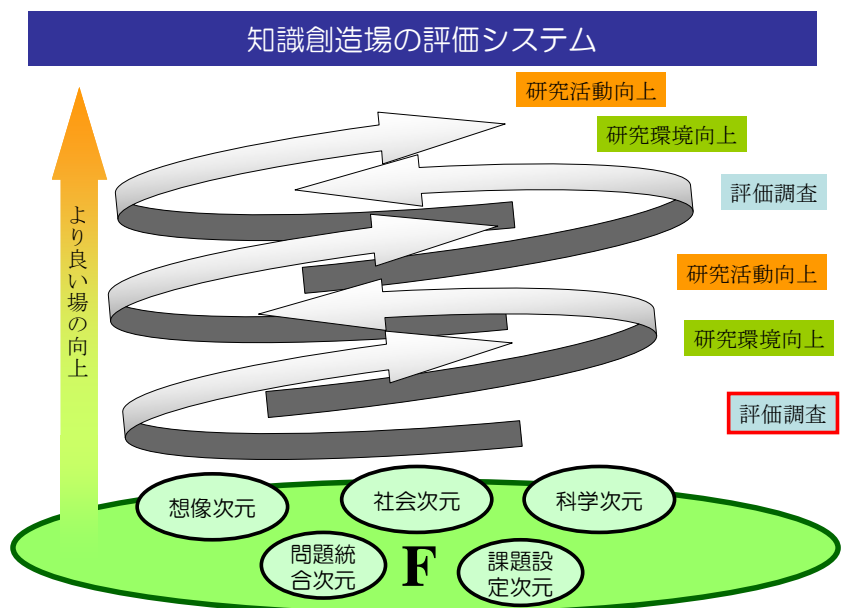 知識創造場の評価システム
研究活動向上
研究環境向上
評価調査
より良い場の向上
研究活動向上
研究環境向上
評価調査
想像次元
社会次元
科学次元
問題統
合次元
F
課題設
定次元